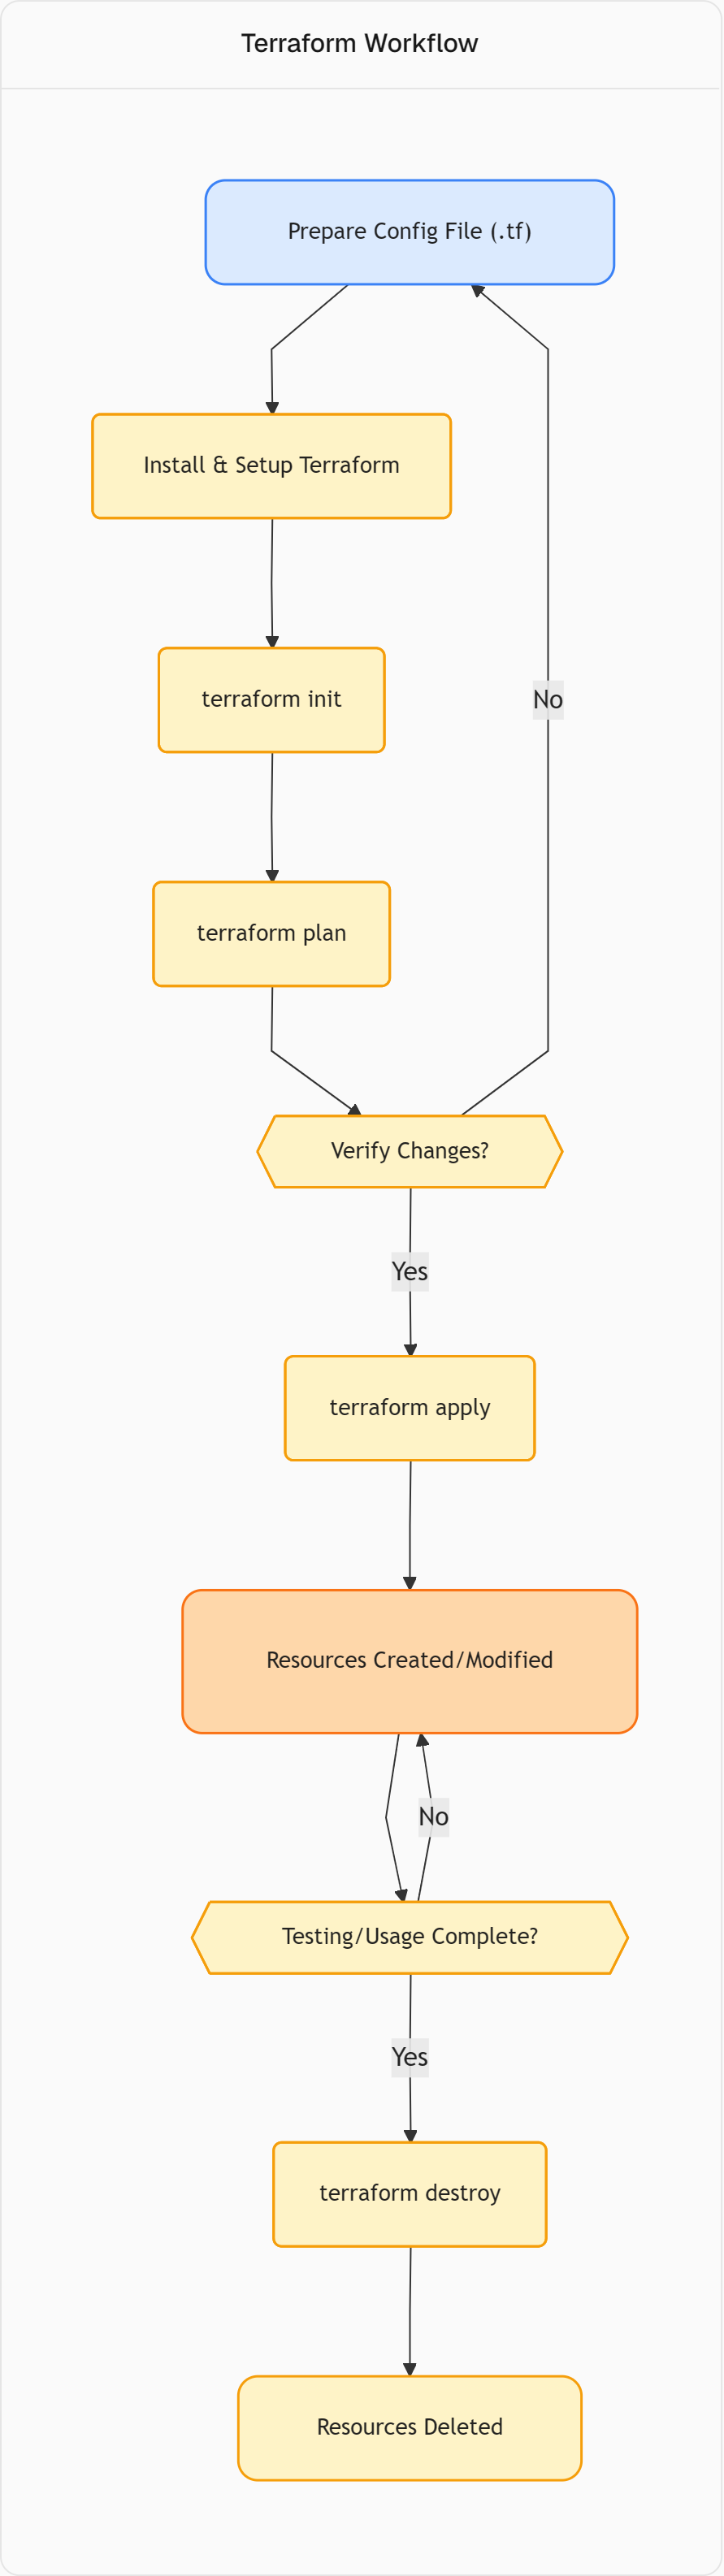 Terraform Workflow
Prepare Config File (.tf)
Install & Setup Terraform
terraform init
No
terraform plan
Verify Changes?
Yes
terraform apply
Resources Created/Modified
No
Testing/Usage Complete?
Yes
terraform destroy
Resources Deleted